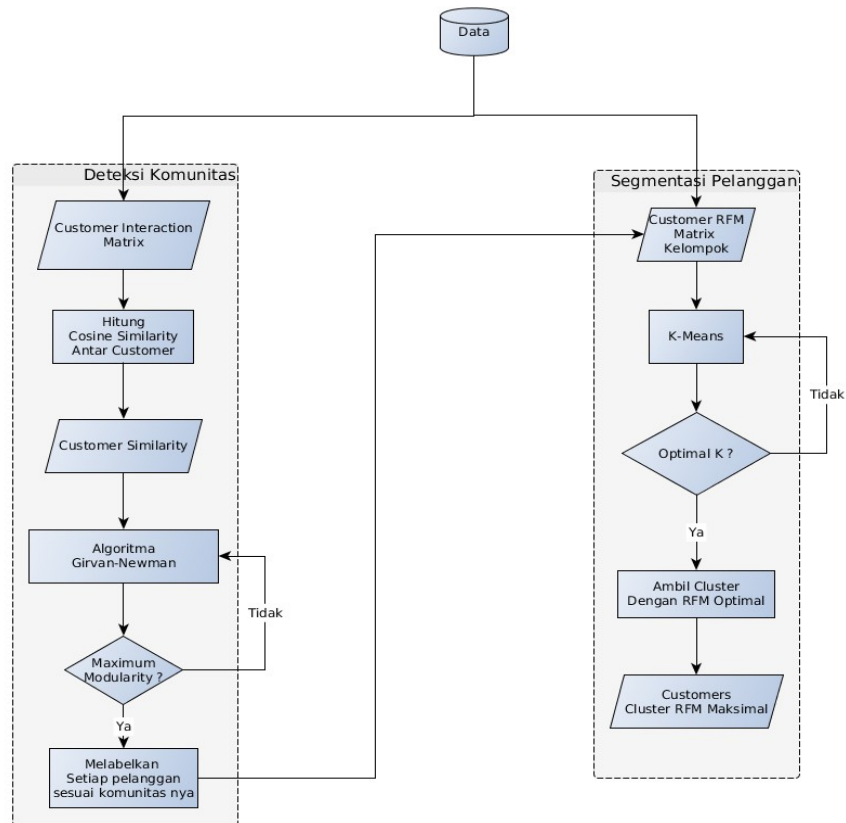 Data
Deteksi Komunitas
Customer Interaction
Matrix
Hitung
Cosine Similarity
Antar Customer
Customer Similarity
Algoritma
Girvan-Newman
Tidak
Maximum
Modularity ?
Ya
Melabelkan
Setiap pelanggan
sesuai komunitas nya
Segmentasi Pelanggan
Customer RFM
Matrix
Kelompok
K-Means
Tidak
Optimal K ?
Ya
Ambil Cluster
Dengan RFM Optimal
Customers
Cluster RFM Maksimal